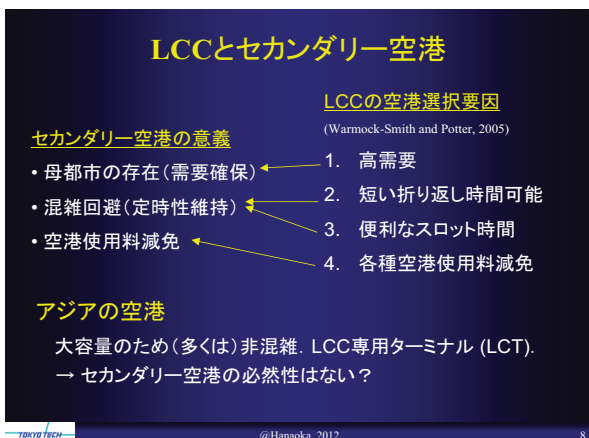 LCCとセカンダリー空港
セカンダリー空港の意義
• 母都市の存在(需要確保)
• 混雑回避(定時性維持)
• 空港使用料減免
LCCの空港選択要因
(Warmock-Smith and Potter, 2005)
1. 高需要
2. 短い折り返し時間可能
3. 便利なスロット時間
4. 各種空港使用料減免
アジアの空港
大容量のため(多くは)非混雑. LCC専用ターミナル (LCT).
→ セカンダリー空港の必然性はない?
TOKYO TECH
@Hanaoka, 2012
8